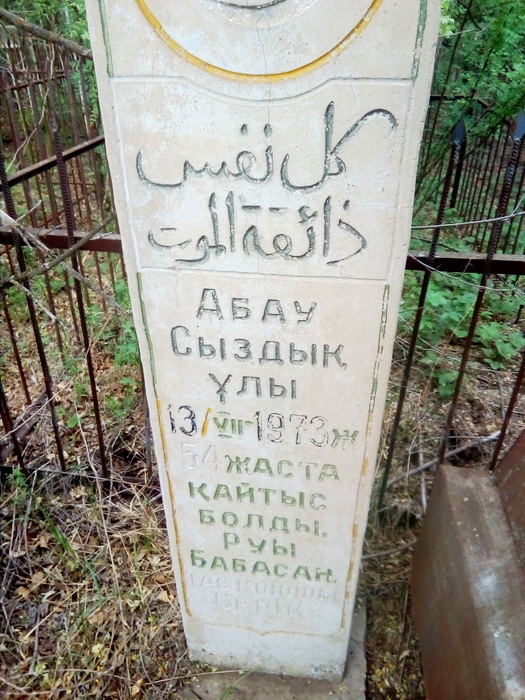 كل نفس
ذائقة الموت
АБАУ
СЫЗДЫҚ
ҰЛЫ
13/VII-1973Ж
54 ЖАСТА
ҚАЙТЫС
БОЛДЫ.
РУЫ
БАБАСАН.